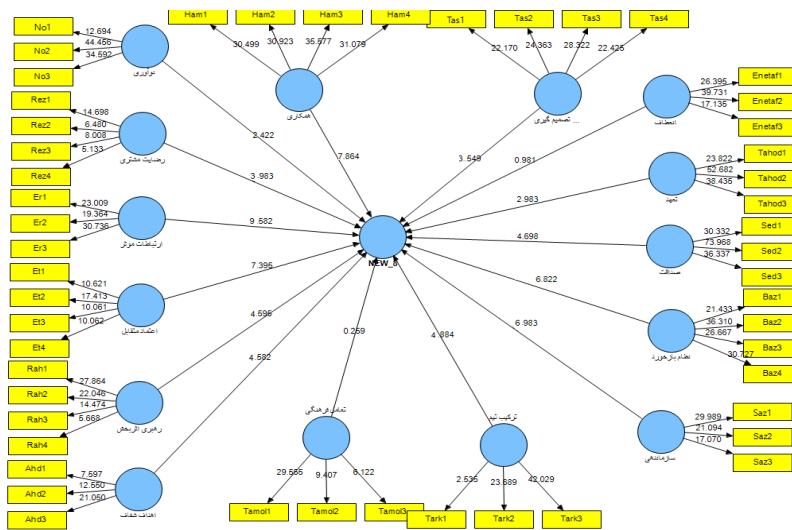 No1
12.694
No2
44.456
No3
34.592
نوآوری
Ham1
Ham2
Ham3
Ham4
30.499
30.923
35.577
31.079
همکاری
Tas1
Tas2
Tas3
Tas4
22.170
24.363
28.322
22.425
تصمیم گیری ...
Enetaf1
Enetaf2
Enetaf3
26.395
39.731
17.135
انعطاف
Rez1
Rez2
Rez3
Rez4
14.698
6.480
8.008
5.133
رضایت مشتری
Tahod1
Tahod2
Tahod3
23.822
52.682
38.435
تعهد
Er1
Er2
Er3
23.009
19.364
30.736
ارتباطات موثر
Sed1
Sed2
Sed3
30.332
73.968
36.337
صداقت
Et1
Et2
Et3
Et4
10.621
17.413
10.061
10.062
اعتماد متقابل
Baz1
Baz2
Baz3
Baz4
21.433
36.310
26.667
30.727
نظام بازخورد
Rah1
Rah2
Rah3
Rah4
27.864
22.046
14.474
5.668
رهبری اثربخش
Saz1
Saz2
Saz3
29.989
21.094
17.070
سازماندهی
Ahd1
Ahd2
Ahd3
7.597
12.550
21.050
اهداف شفاف
تعامل فرهنگی
29.555
9.407
6.122
Tamol1
Tamol2
Tamol3
ترکیب تیم
2.535
23.689
42.029
Tark1
Tark2
Tark3
2.422
7.864
3.549
0.981
3.983
2.983
9.582
4.698
NEW_8
7.395
6.822
4.595
6.983
4.582
0.259
4.884